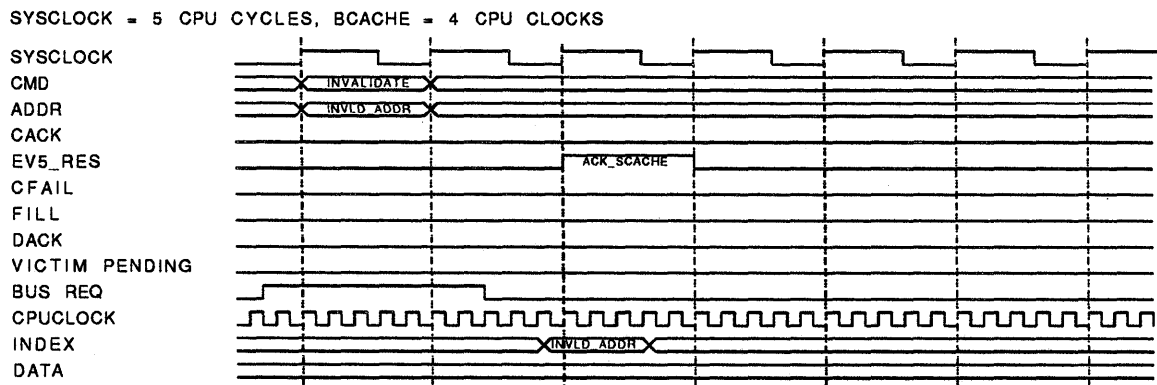 SYSCLOCK = 5 CPU CYCLES, BCACHE = 4 CPU CLOCKS
SYSCLOCK
CMD INVALIDATE
ADDR INVLD_ADDR
CACK
EV5_RES ACK_SCACHE
CFAIL
FILL
DACK
VICTIM PENDING
BUS REQ
CPUCLOCK
INDEX INVLD_ADDR
DATA